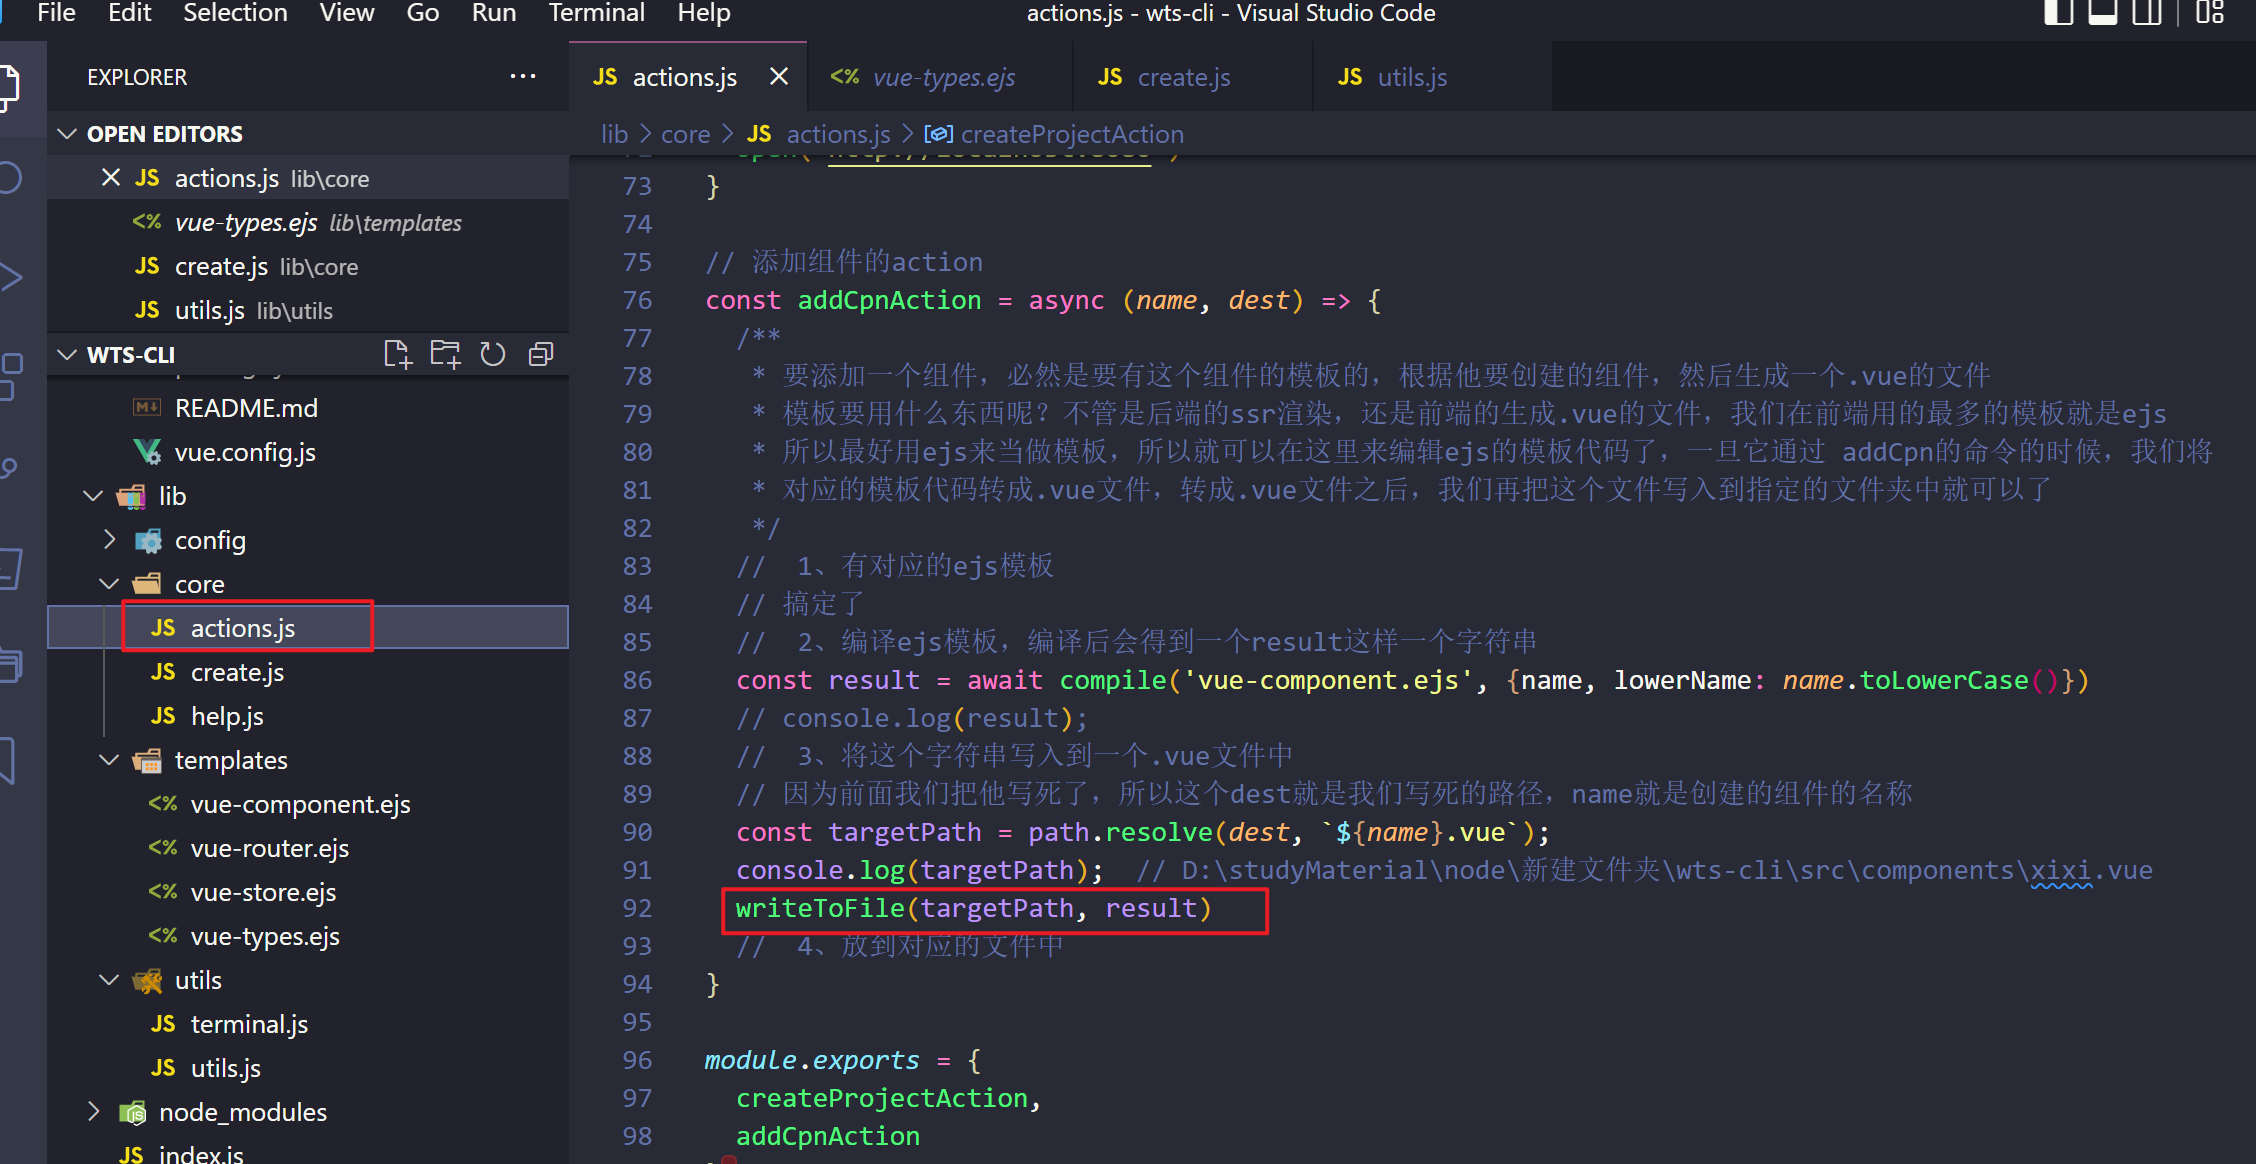 File Edit Selection View Go Run Terminal Help
actions.js - wts-cli - Visual Studio Code
EXPLORER
OPEN EDITORS
actions.js lib\core
vue-types.ejs lib\templates
create.js lib\core
utils.js lib\utils
WTS-CLI
README.md
vue.config.js
lib
config
core
JS actions.js
JS create.js
JS help.js
templates
<% vue-component.ejs
<% vue-router.ejs
<% vue-store.ejs
<% vue-types.ejs
utils
JS terminal.js
JS utils.js
node_modules
JS index.js
JS actions.js <% vue-types.ejs JS create.js JS utils.js
lib > core > JS actions.js > createProjectAction
73 }
74
75 // 添加组件的action
76 const addCpnAction = async (name, dest) => {
77 /**
78 * 要添加一个组件，必然是要有这个组件的模板的，根据他要创建的组件，然后生成一个.vue的文件
79 * 模板要用什么东西呢？不管是后端的ssr渲染，还是前端的生成.vue的文件，我们在前端用的最多的模板就是ejs
80 * 所以最好用ejs来当做模板，所以就可以在这里来编辑ejs的模板代码了，一旦它通过 addCpn的命令的时候，我们将
81 * 对应的模板代码转成.vue文件，转成.vue文件之后，我们再把这个文件写入到指定的文件夹中就可以了
82 */
83 // 1、有对应的ejs模板
84 // 搞定了
85 // 2、编译ejs模板，编译后会得到一个result这样一个字符串
86 const result = await compile('vue-component.ejs', {name, lowerName: name.toLowerCase()})
87 // console.log(result);
88 // 3、将这个字符串写入到一个.vue文件中
89 // 因为前面我们把他写死了，所以这个dest就是我们写死的路径，name就是创建的组件的名称
90 const targetPath = path.resolve(dest, `${name}.vue`);
91 console.log(targetPath); // D:\studyMaterial\node\新建文件夹\wts-cli\src\components\xixi.vue
92 writeToFile(targetPath, result)
93 // 4、放到对应的文件中
94 }
95
96 module.exports = {
97 createProjectAction,
98 addCpnAction